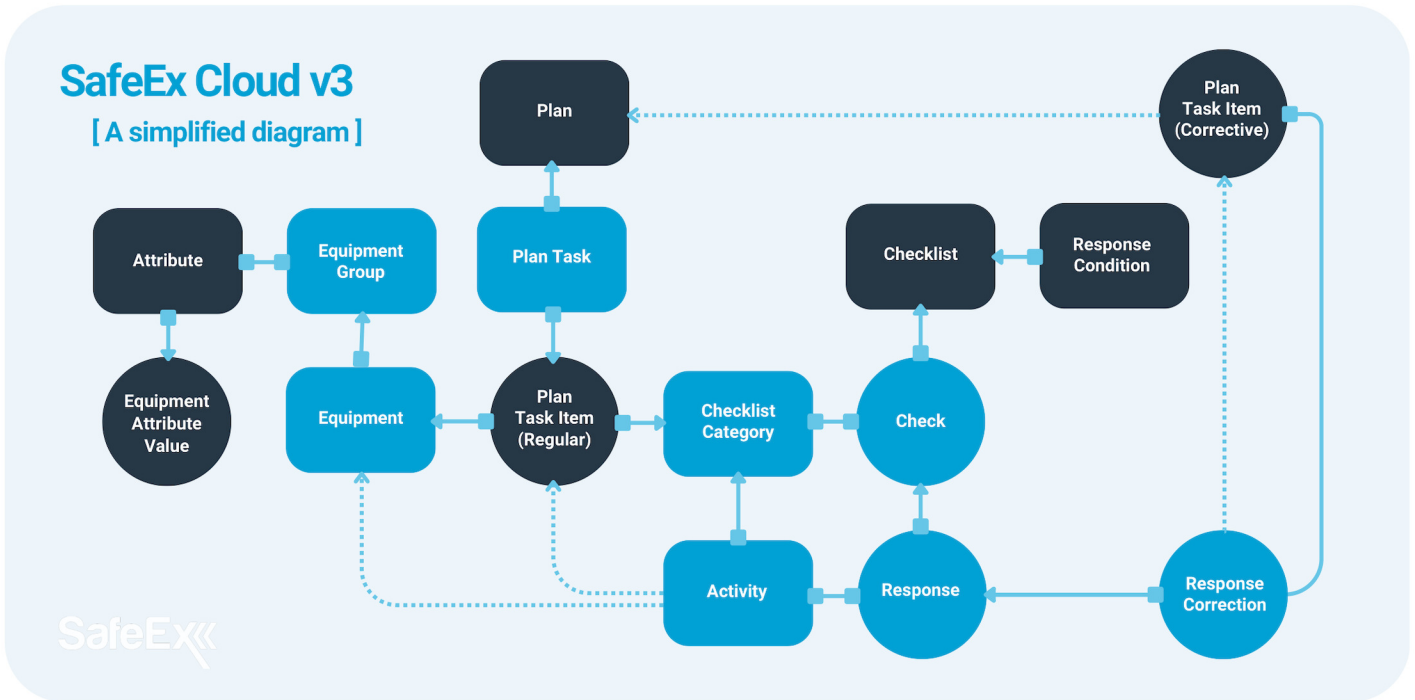 SafeEx Cloud v3
[ A simplified diagram ]
Plan
Plan
Task Item
(Corrective)
Attribute
Equipment
Group
Plan Task
Checklist
Response
Condition
Equipment
Attribute
Value
Equipment
Plan
Task Item
(Regular)
Checklist
Category
Check
Activity
Response
Response
Correction
SafeEx